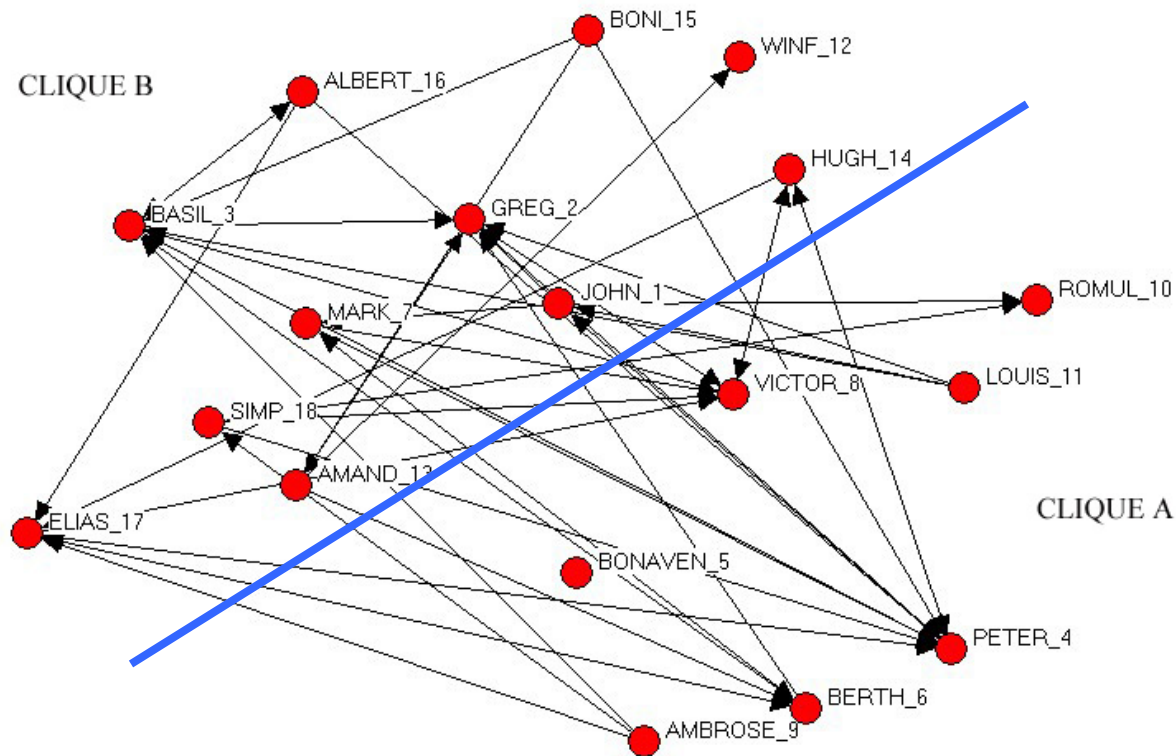 BONI_15
WINF_12
ALBERT_16
CLIQUE B
HUGH_14
BASIL_3
GREG_2
ROMUL_10
JOHN_1
MARK_7
LOUIS_11
VICTOR_8
SIMP_18
AMAND_13
CLIQUE A
ELIAS_17
BONAVEN_5
PETER_4
BERTH_6
AMBROSE_9